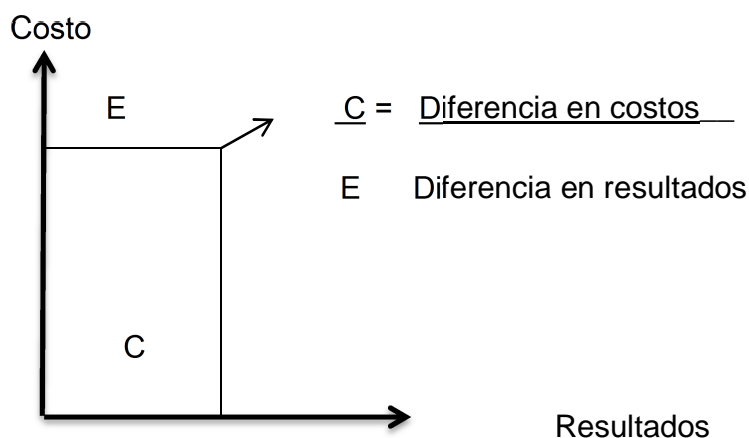 Costo
E
C = Diferencia en costos
E Diferencia en resultados
C
Resultados